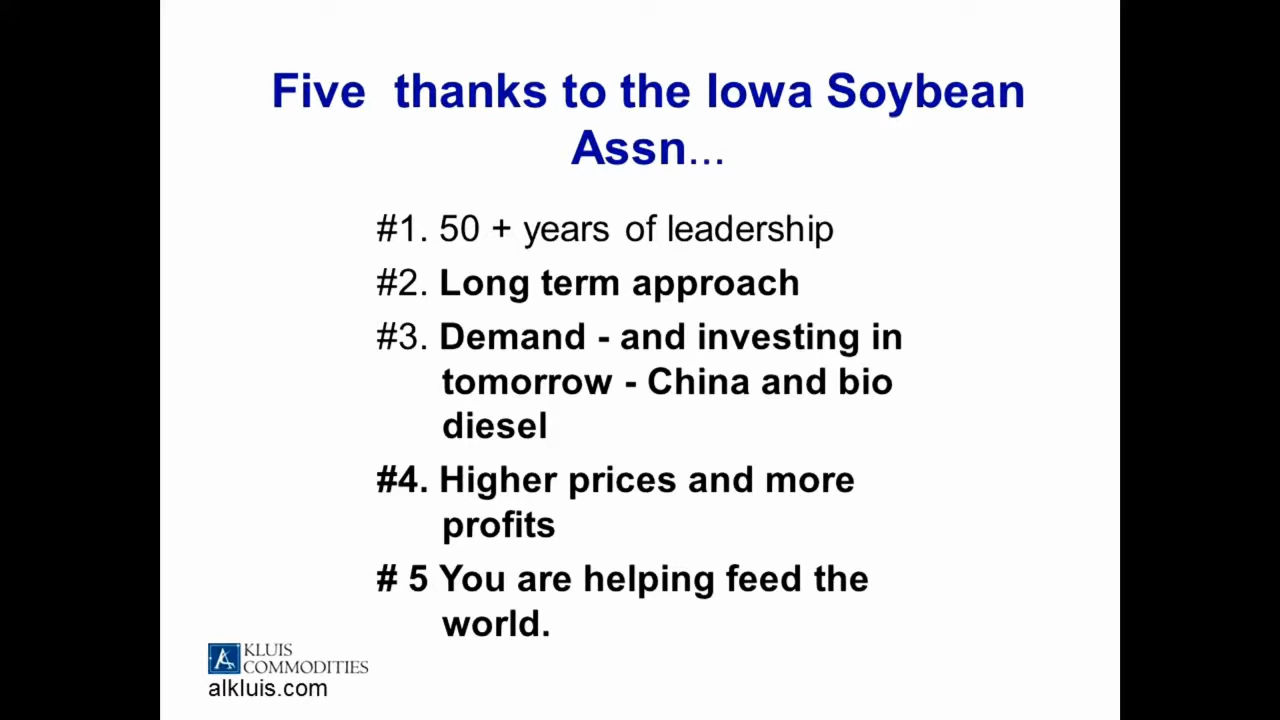 Five  thanks to the Iowa Soybean
Assn...
#1. 50 + years of leadership
#2. Long term approach
#3. Demand - and investing in
tomorrow - China and bio
diesel
#4. Higher prices and more
profits
# 5 You are helping feed the
world.
KLUIS
COMMODITIES
alkluis.com